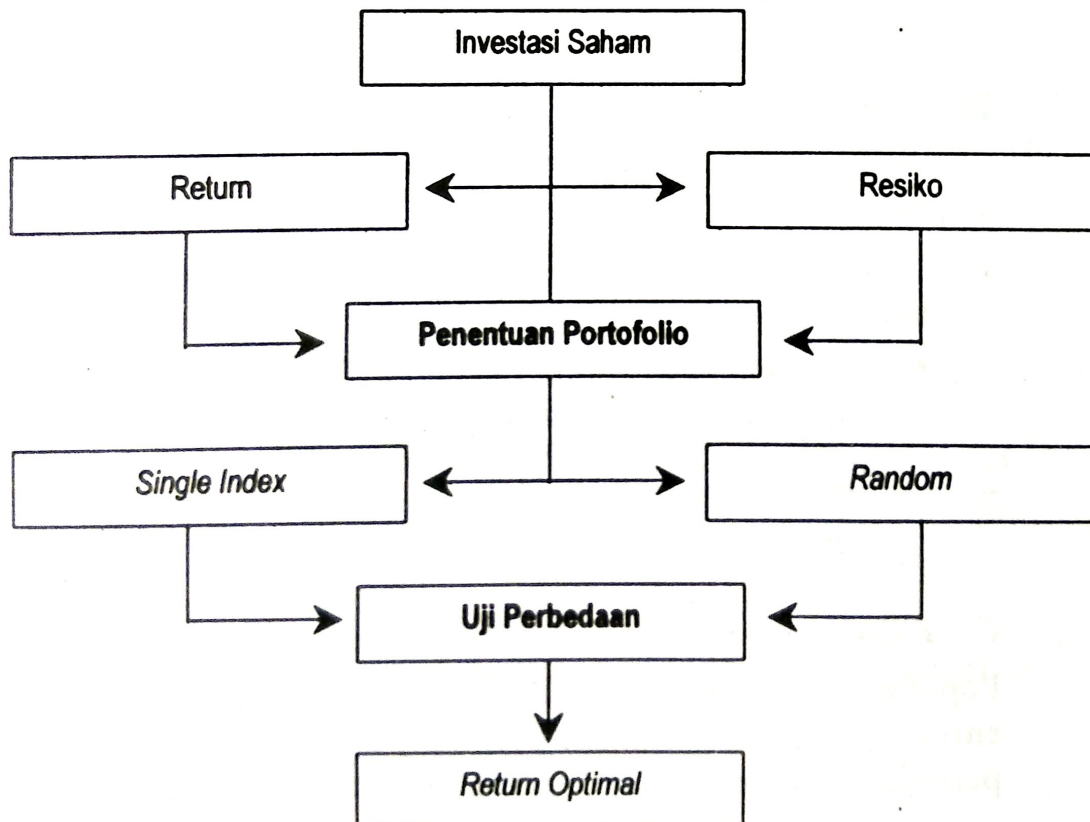 Investasi Saham
Return
Resiko
Penentuan Portofolio
Single Index
Random
Uji Perbedaan
Return Optimal